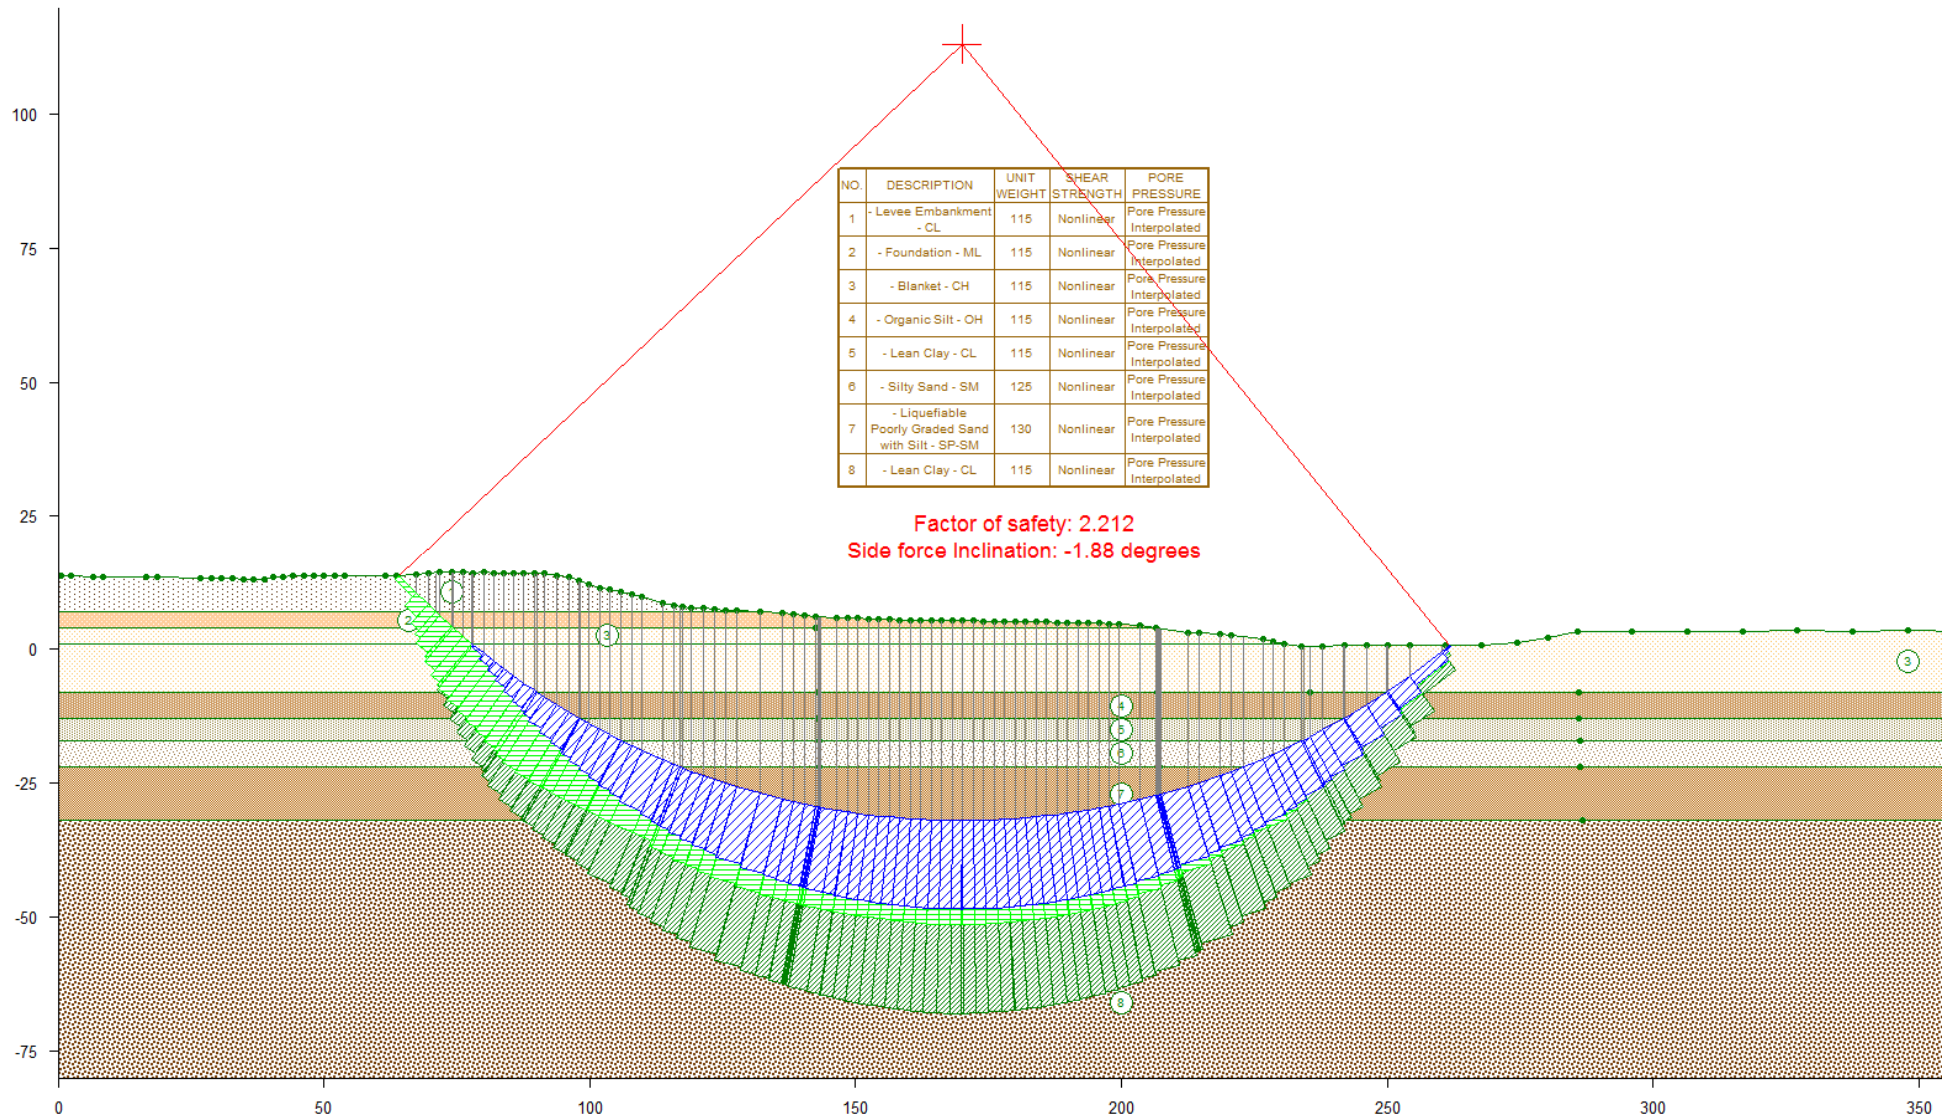 100
75
50
25
0
-25
-50
-75
0 50 100 150 200 250 300 350
NO. DESCRIPTION UNIT WEIGHT SHEAR STRENGTH PORE PRESSURE
1 - Levee Embankment - CL 115 Nonlinear Pore Pressure Interpolated
2 - Foundation - ML 115 Nonlinear Pore Pressure Interpolated
3 - Blanket - CH 115 Nonlinear Pore Pressure Interpolated
4 - Organic Silt - OH 115 Nonlinear Pore Pressure Interpolated
5 - Lean Clay - CL 115 Nonlinear Pore Pressure Interpolated
6 - Silty Sand - SM 125 Nonlinear Pore Pressure Interpolated
7 - Liquefiable Poorly Graded Sand with Silt - SP-SM 130 Nonlinear Pore Pressure Interpolated
8 - Lean Clay - CL 115 Nonlinear Pore Pressure Interpolated
Factor of safety: 2.212
Side force Inclination: -1.88 degrees
1
2
3
3
4
5
6
7
8